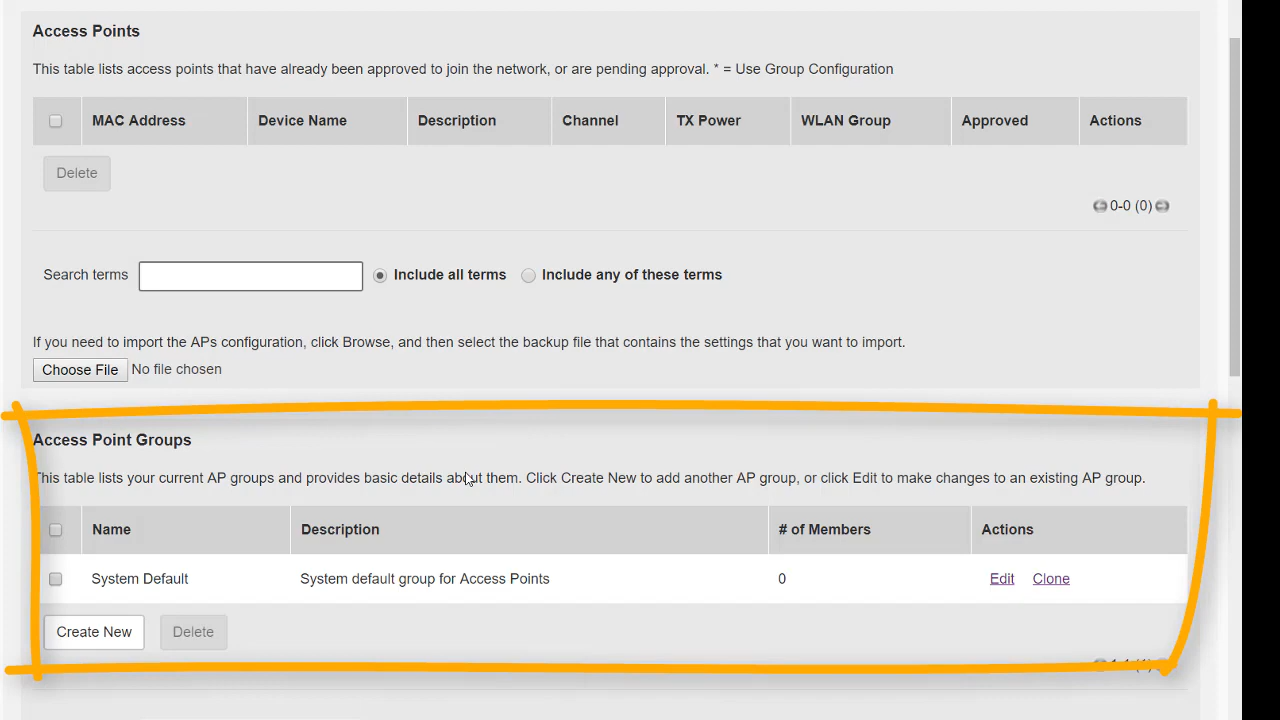 Access Points
This table lists access points that have already been approved to join the network, or are pending approval. * = Use Group Configuration
MAC Address Device Name Description Channel TX Power WLAN Group Approved Actions
Delete
0-0 (0)
Search terms Include all terms Include any of these terms
If you need to import the APs configuration, click Browse, and then select the backup file that contains the settings that you want to import.
Choose File No file chosen
Access Point Groups
This table lists your current AP groups and provides basic details about them. Click Create New to add another AP group, or click Edit to make changes to an existing AP group.
Name Description # of Members Actions
System Default System default group for Access Points 0 Edit Clone
Create New Delete
1-1 (1)